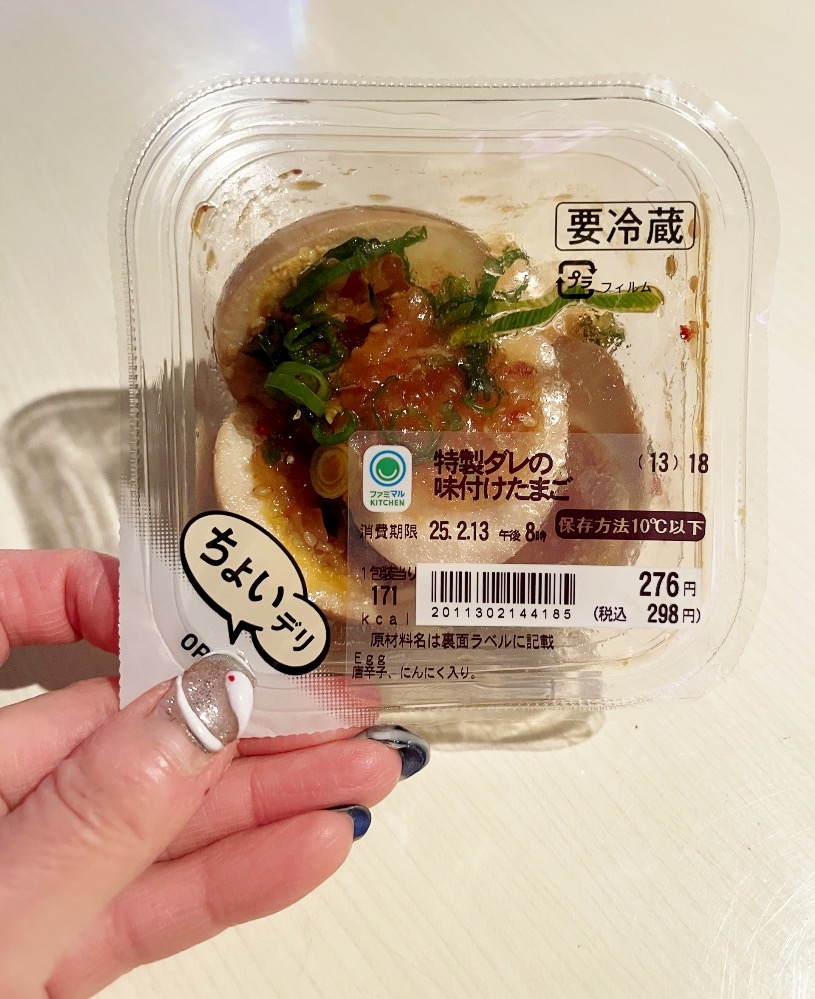 要冷蔵
プラ フィルム
ファミマル
KITCHEN
特製ダレの
味付けたまご
(13) 18
消費期限 25.2.13 午後 8時
保存方法10℃以下
1包装当り
171
kcal
2011302144185
276円
(税込 298円)
原材料名は裏面ラベルに記載
Egg
唐辛子、にんにく入り。
ちょい
デリ
OP